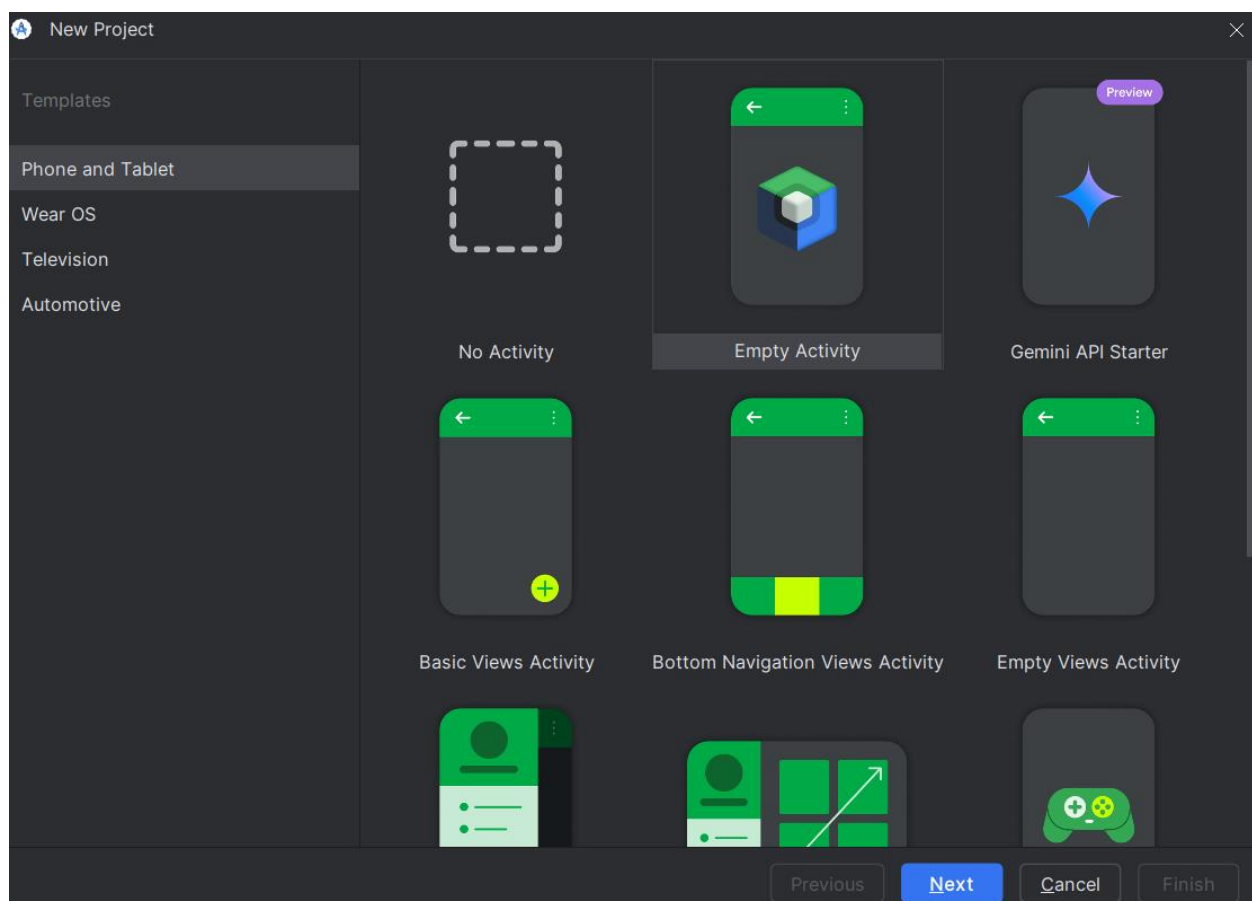 New Project
Templates
Phone and Tablet
Wear OS
Television
Automotive
Preview
No Activity
Empty Activity
Gemini API Starter
Basic Views Activity
Bottom Navigation Views Activity
Empty Views Activity
Previous
Next
Cancel
Finish